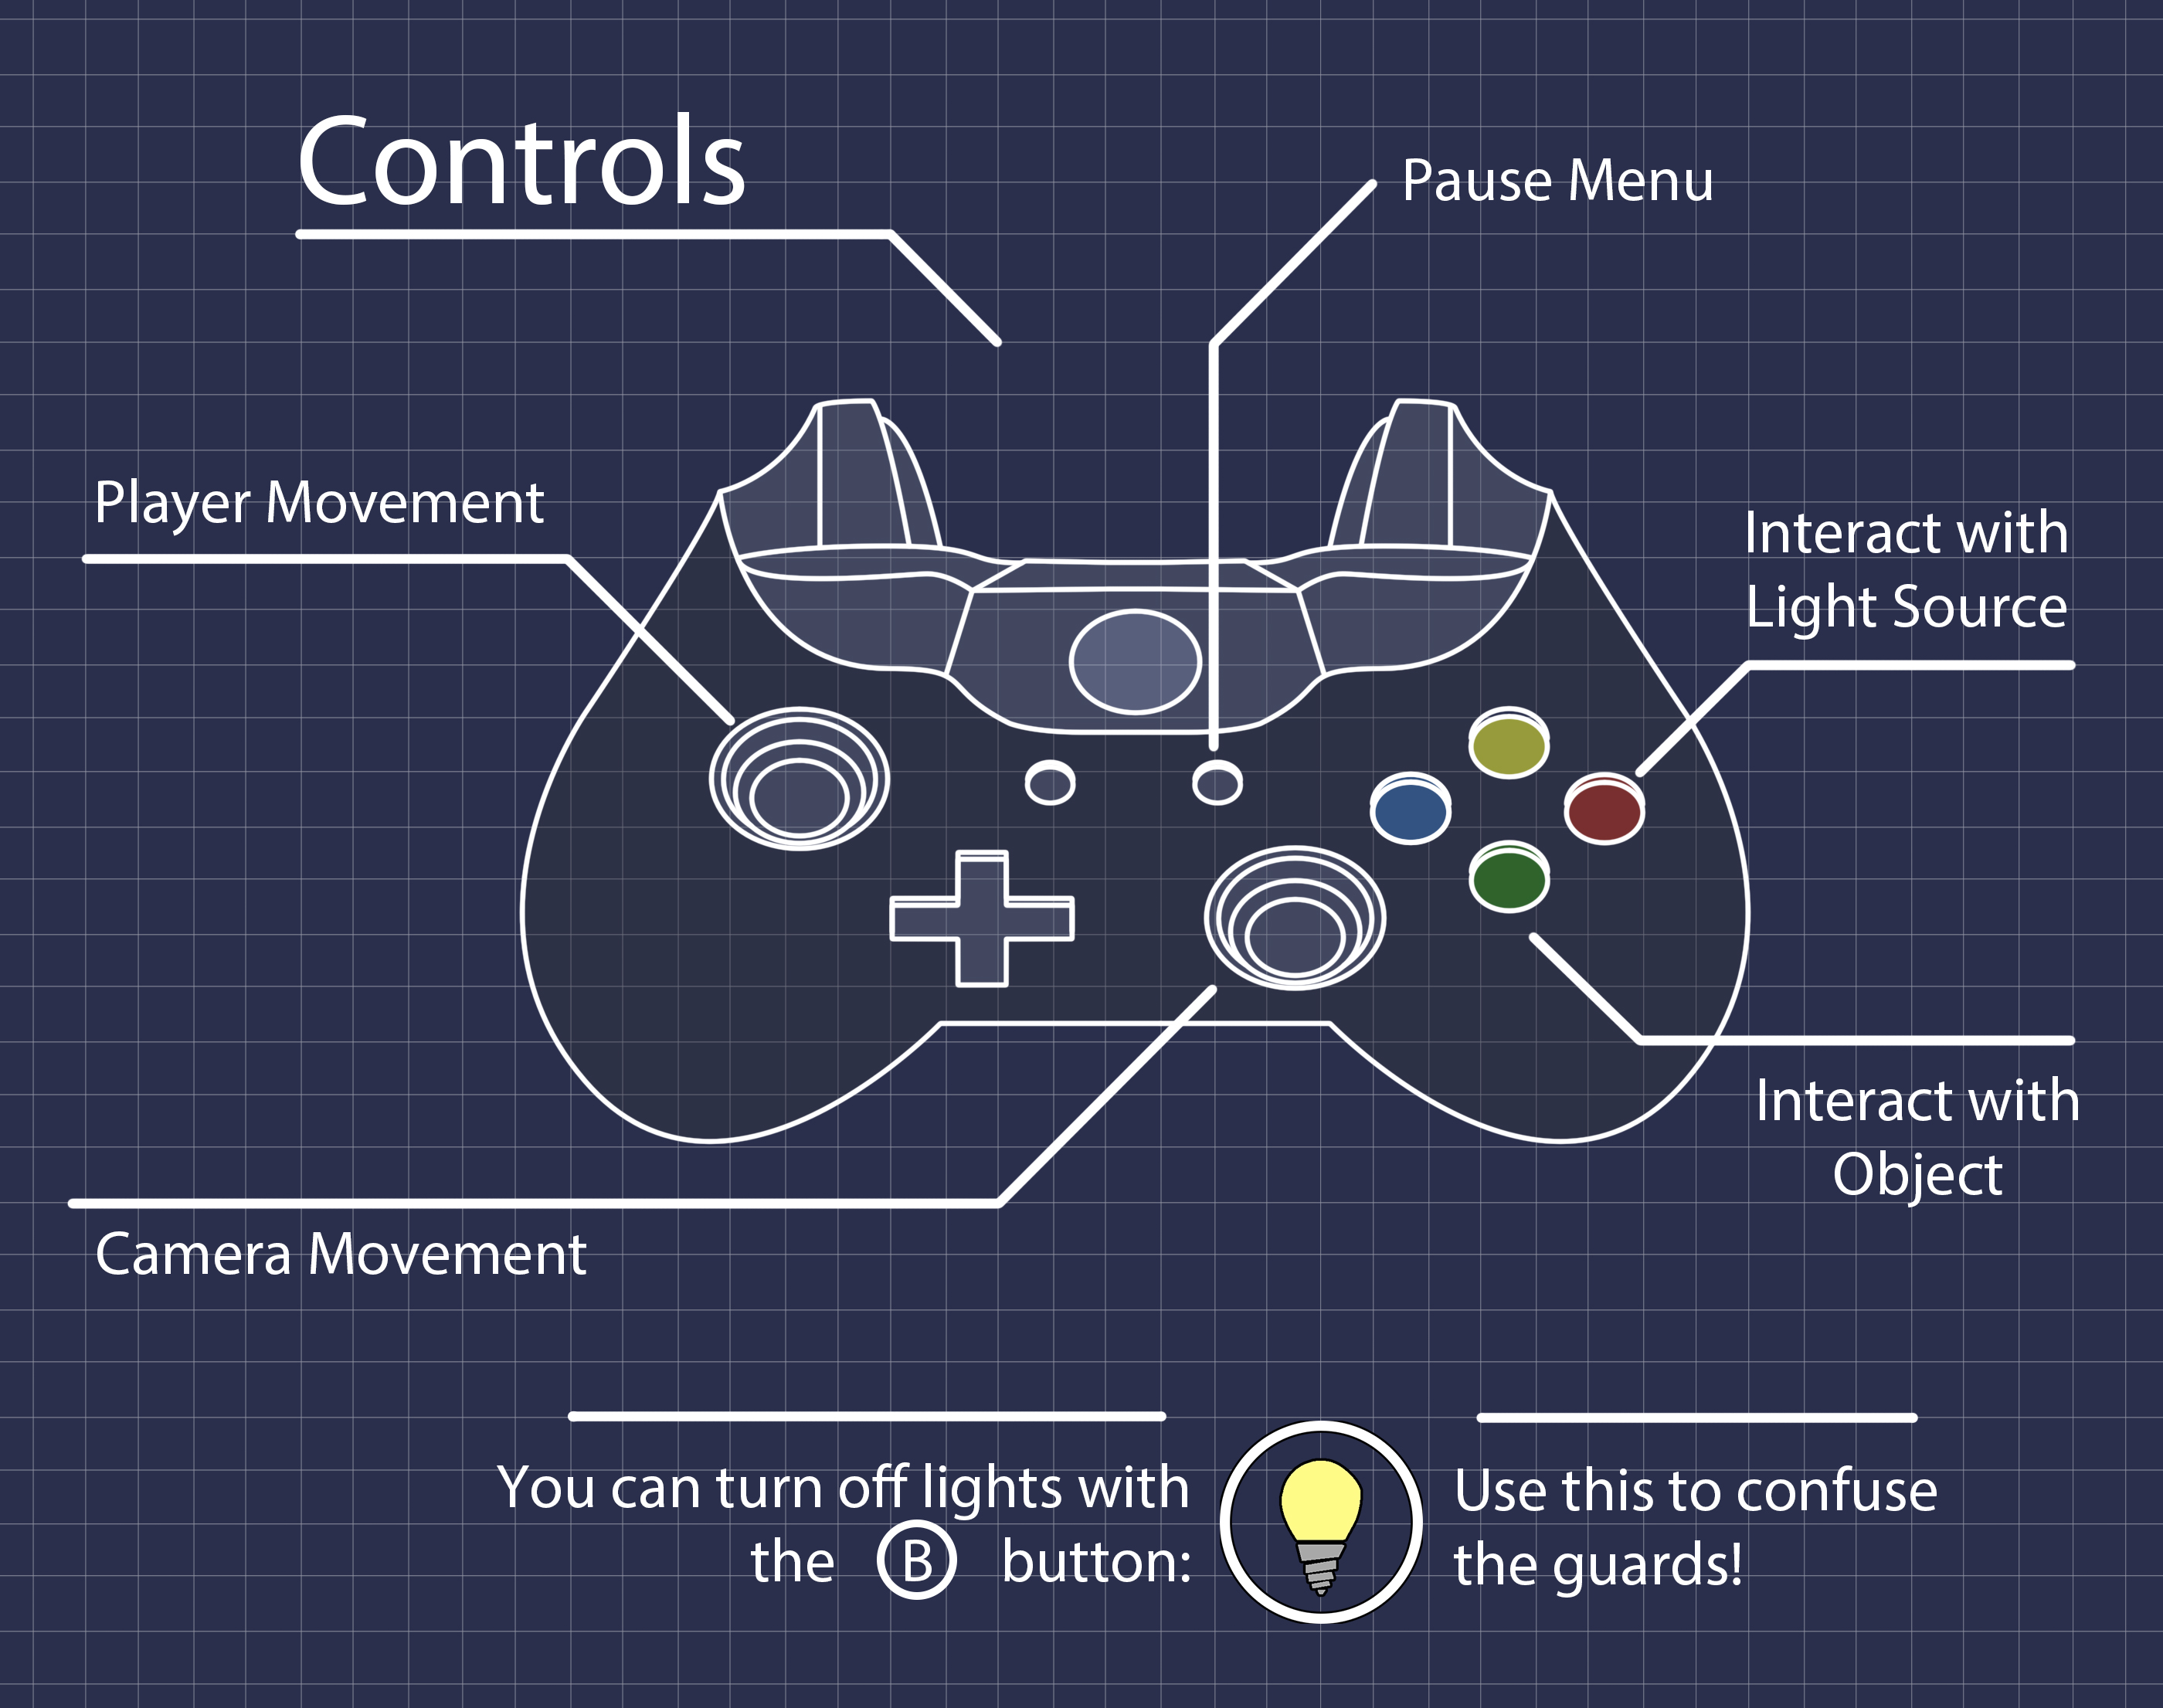 Controls
Pause Menu
Player Movement
Interact with
Light Source
Interact with
Object
Camera Movement
You can turn off lights with
the B button:
Use this to confuse
the guards!